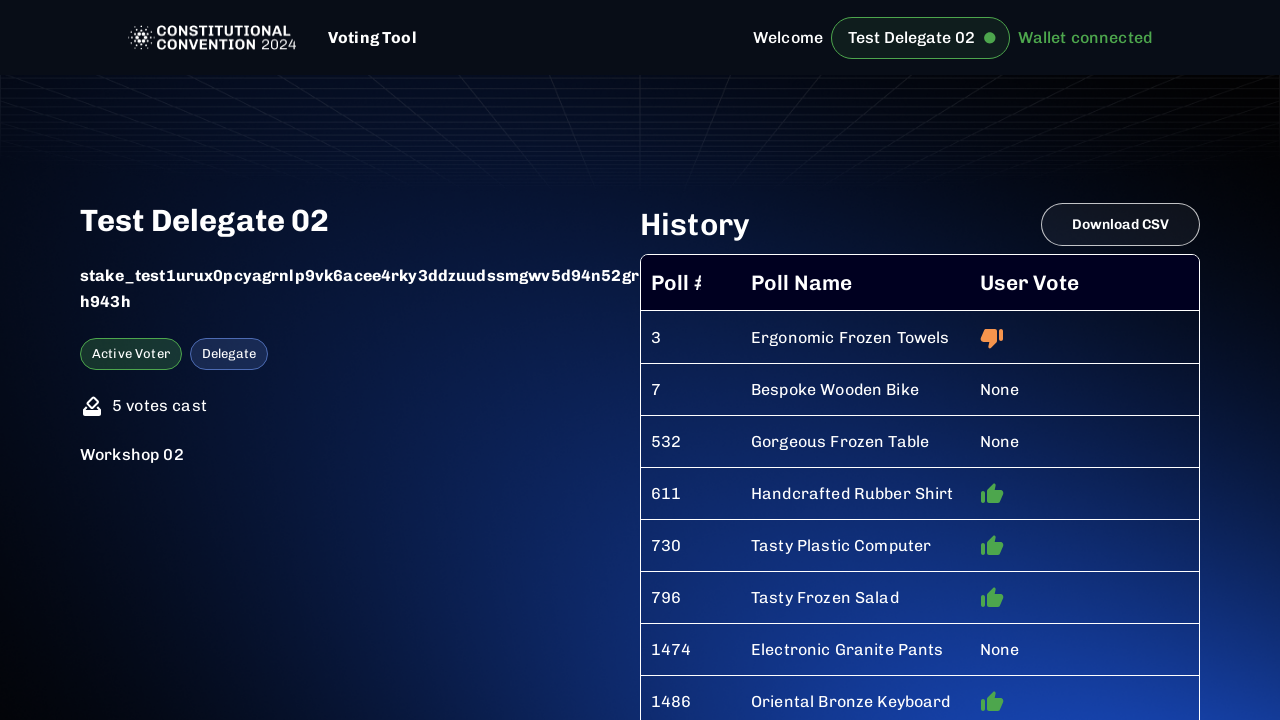 CONSTITUTIONAL
CONVENTION 2024
Voting Tool
Welcome Test Delegate 02 Wallet connected
Test Delegate 02
stake_test1urux0pcyagrnlp9vk6acee4rky3ddzuudssmgwv5d94n52gr
h943h
Active Voter Delegate
5 votes cast
Workshop 02
History
Download CSV
Poll # Poll Name User Vote
3 Ergonomic Frozen Towels
7 Bespoke Wooden Bike None
532 Gorgeous Frozen Table None
611 Handcrafted Rubber Shirt
730 Tasty Plastic Computer
796 Tasty Frozen Salad
1474 Electronic Granite Pants None
1486 Oriental Bronze Keyboard